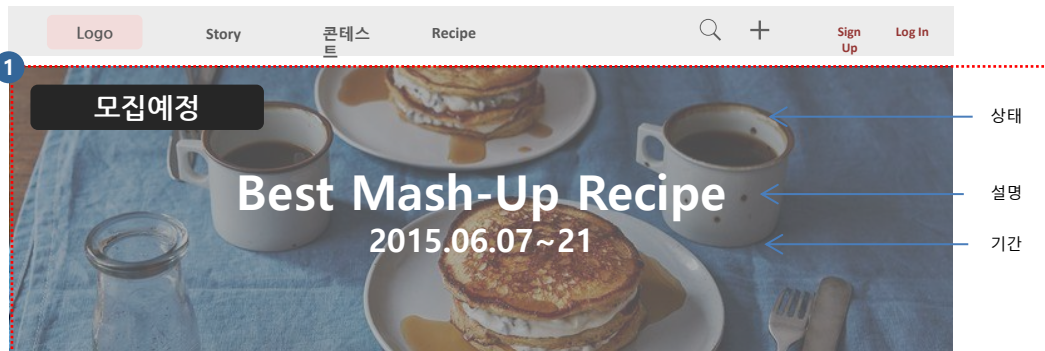 Logo
Story
콘테스
트
Recipe
Sign
Up
Log In
1
모집예정
상태
Best Mash-Up Recipe
설명
2015.06.07~21
기간